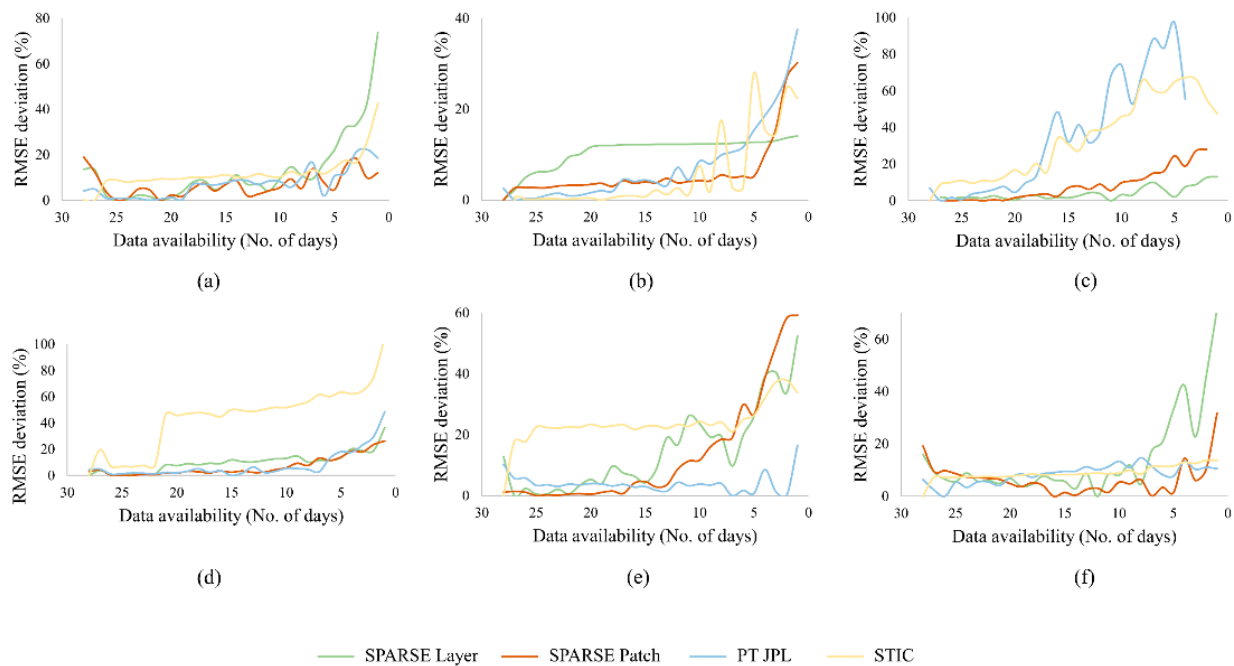 RMSE deviation (%)
80
60
40
20
0
30 25 20 15 10 5 0
Data availability (No. of days)
(a)
RMSE deviation (%)
40
20
0
30 25 20 15 10 5 0
Data availability (No. of days)
(b)
RMSE deviation (%)
100
80
60
40
20
0
30 25 20 15 10 5 0
Data availability (No. of days)
(c)
RMSE deviation (%)
100
80
60
40
20
0
30 25 20 15 10 5 0
Data availability (No. of days)
(d)
RMSE deviation (%)
60
40
20
0
30 25 20 15 10 5 0
Data availability (No. of days)
(e)
RMSE deviation (%)
60
40
20
0
30 25 20 15 10 5 0
Data availability (No. of days)
(f)
SPARSE Layer SPARSE Patch PT JPL STIC